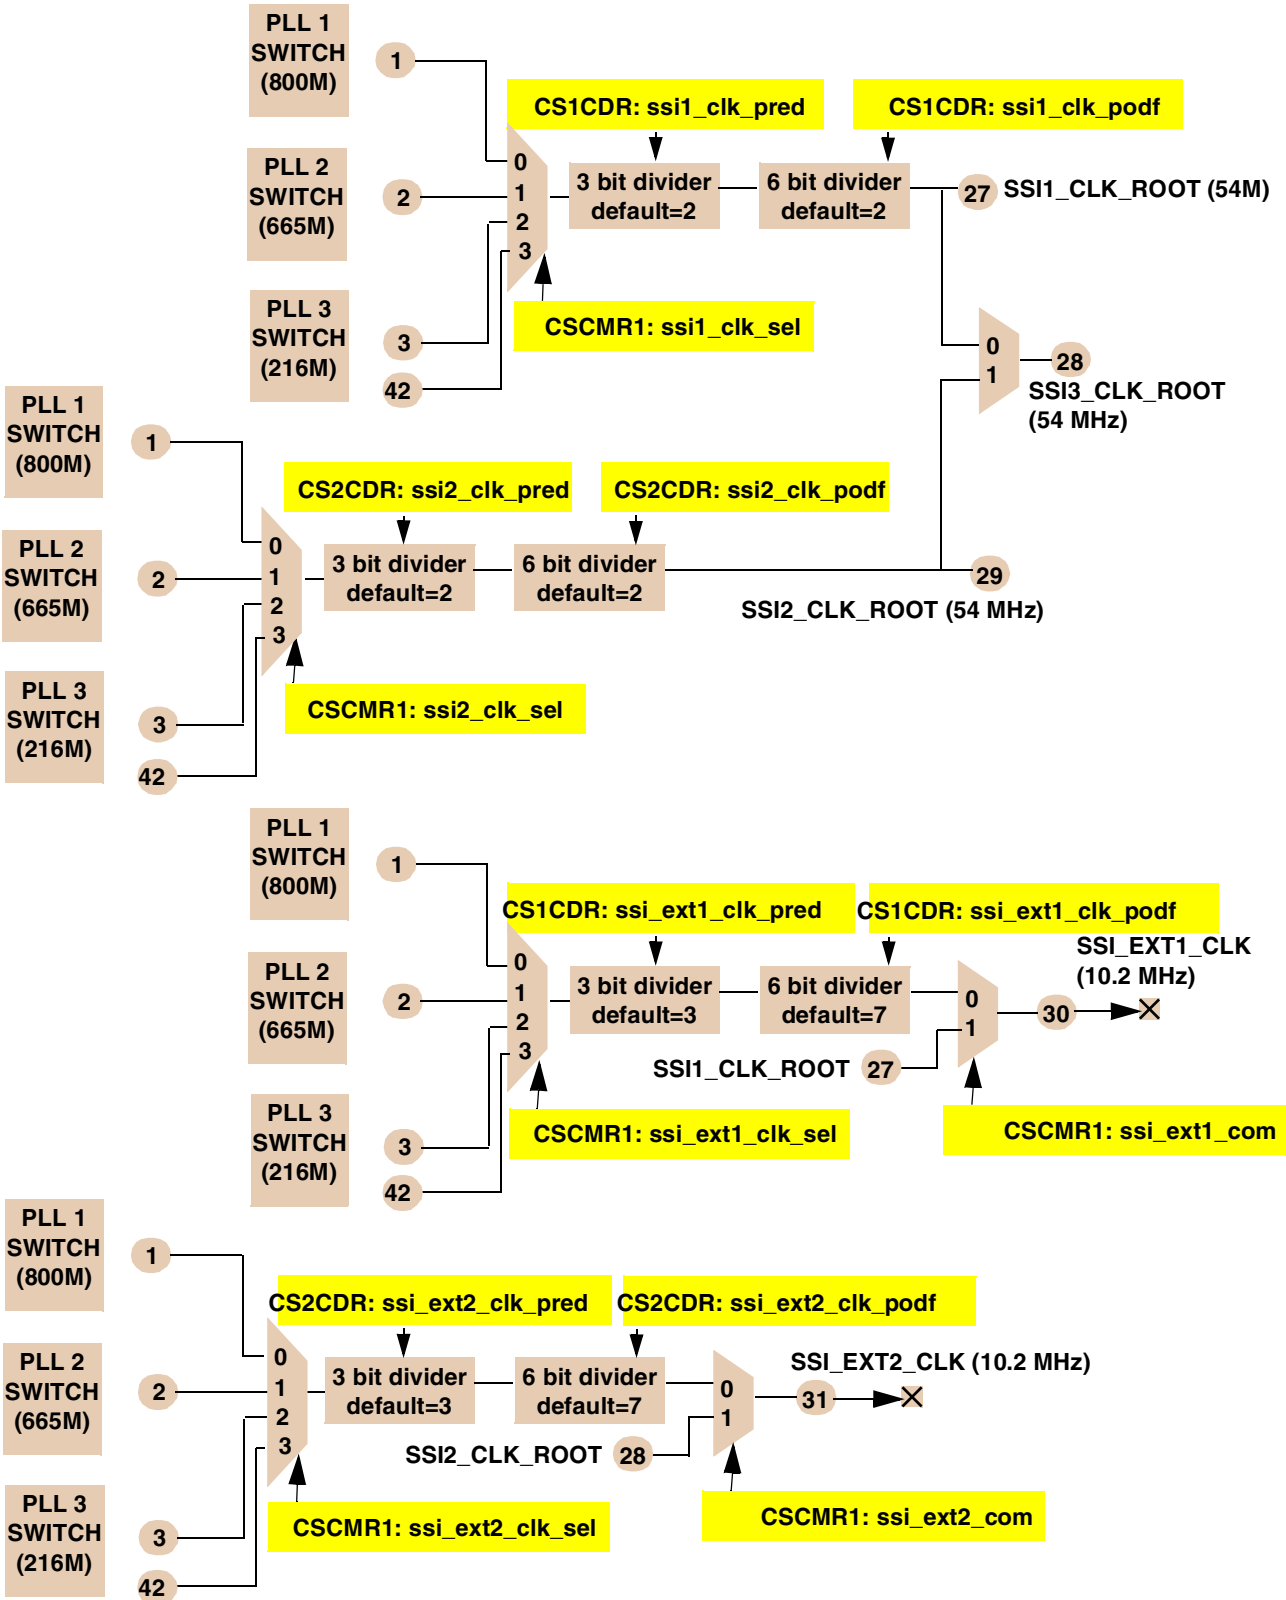 PLL 1
SWITCH
(800M)
1
CS1CDR: ssi1_clk_pred
CS1CDR: ssi1_clk_podf
PLL 2
SWITCH
(665M)
2
0
1
2
3
3 bit divider
default=2
6 bit divider
default=2
27
SSI1_CLK_ROOT (54M)
PLL 3
SWITCH
(216M)
3
42
CSCMR1: ssi1_clk_sel
0
1
28
SSI3_CLK_ROOT
(54 MHz)
PLL 1
SWITCH
(800M)
1
CS2CDR: ssi2_clk_pred
CS2CDR: ssi2_clk_podf
PLL 2
SWITCH
(665M)
2
0
1
2
3
3 bit divider
default=2
6 bit divider
default=2
29
SSI2_CLK_ROOT (54 MHz)
PLL 3
SWITCH
(216M)
3
42
CSCMR1: ssi2_clk_sel
PLL 1
SWITCH
(800M)
1
CS1CDR: ssi_ext1_clk_pred
CS1CDR: ssi_ext1_clk_podf
SSI_EXT1_CLK
(10.2 MHz)
PLL 2
SWITCH
(665M)
2
0
1
2
3
3 bit divider
default=3
6 bit divider
default=7
0
1
30
SSI1_CLK_ROOT
27
PLL 3
SWITCH
(216M)
3
42
CSCMR1: ssi_ext1_clk_sel
CSCMR1: ssi_ext1_com
PLL 1
SWITCH
(800M)
1
CS2CDR: ssi_ext2_clk_pred
CS2CDR: ssi_ext2_clk_podf
PLL 2
SWITCH
(665M)
2
0
1
2
3
3 bit divider
default=3
6 bit divider
default=7
0
1
31
SSI_EXT2_CLK (10.2 MHz)
SSI2_CLK_ROOT
28
PLL 3
SWITCH
(216M)
3
42
CSCMR1: ssi_ext2_clk_sel
CSCMR1: ssi_ext2_com